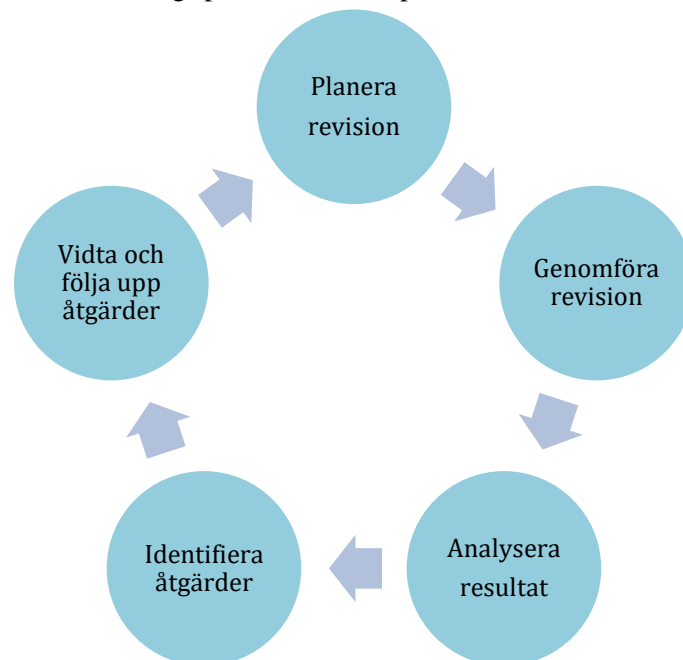 Planera
revision
Genomföra
revision
Analysera
resultat
Identifiera
åtgärder
Vidta och
följa upp
åtgärder